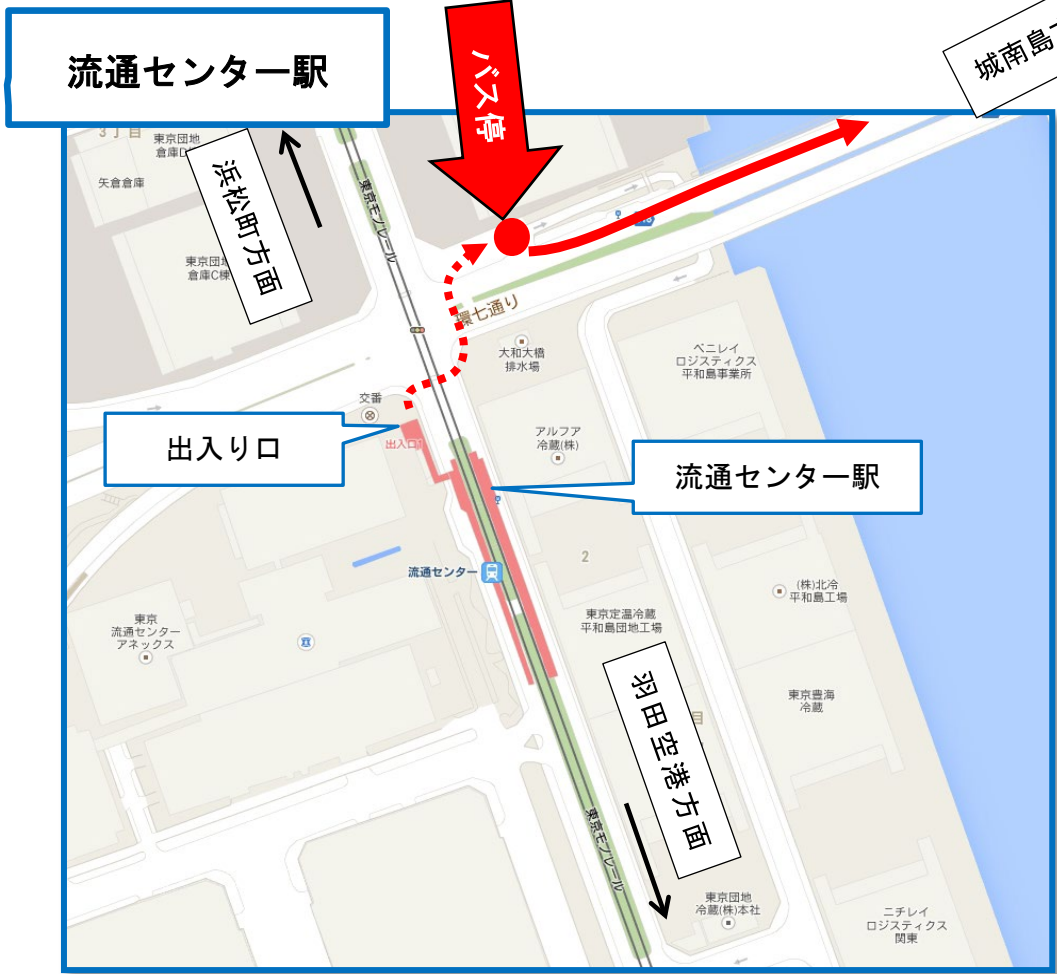 流通センター駅
バス停
城南島
3丁目
東京団地
倉庫D
矢倉倉庫
浜松町方面
東京モノレール
東京団地
倉庫C棟
環七通り
大和大橋
排水場
ベニレイ
ロジスティクス
平和島事業所
交番
出入口
出入り口
アルファ
冷蔵(株)
流通センター駅
2
流通センター
(株)北冷
平和島工場
東京定温冷蔵
平和島団地工場
東京
流通センター
アネックス
東京豊海
冷蔵
羽田空港方面
東京モノレール
東京団地
冷蔵(株)本社
ニチレイ
ロジスティクス
関東